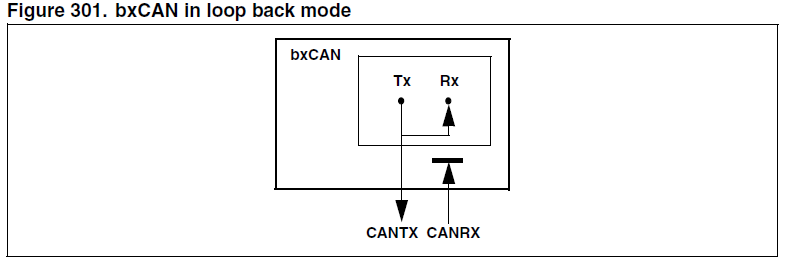 Figure 301. bxCAN in loop back mode
bxCAN
Tx Rx
CANTX CANRX